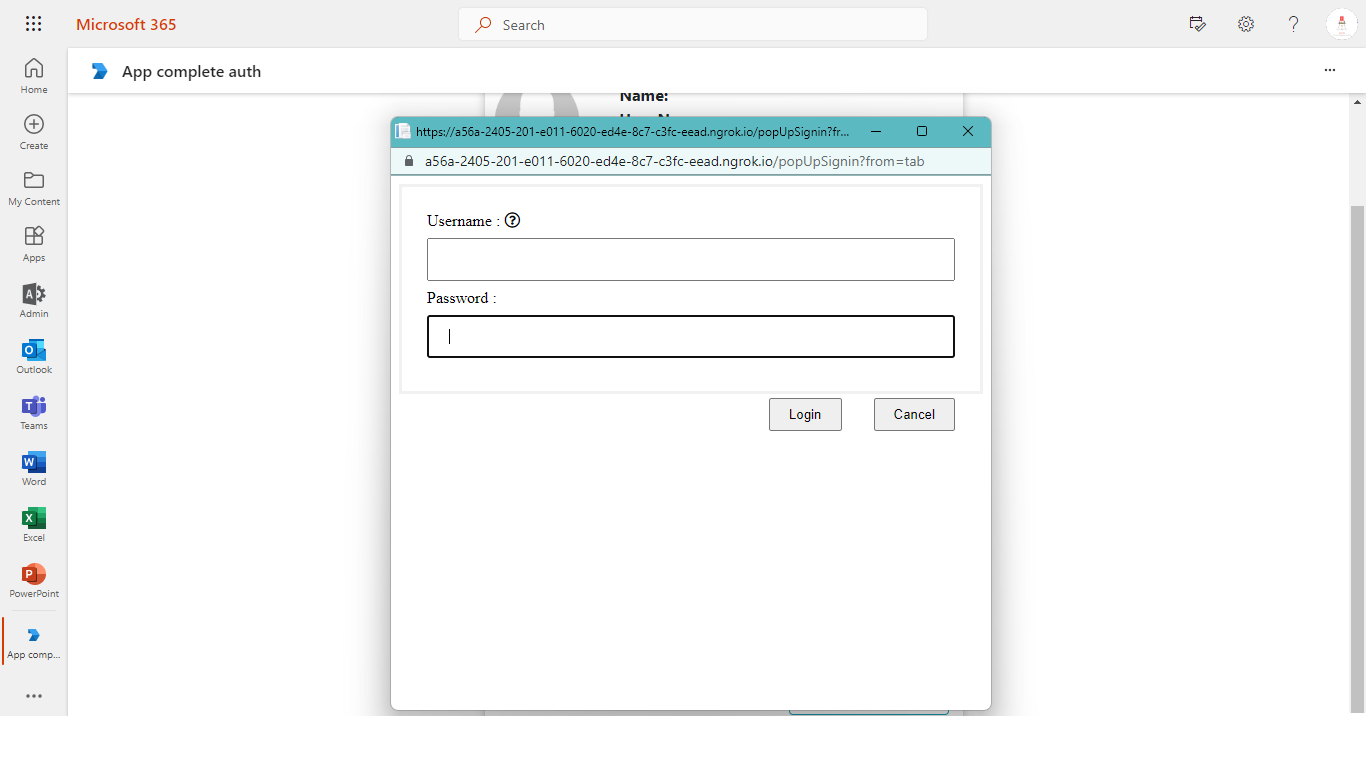 Microsoft 365
Search
Home
Create
My Content
Apps
Admin
Outlook
Teams
Word
Excel
PowerPoint
App comp...
App complete auth
Name:
https://a56a-2405-201-e011-6020-ed4e-8c7-c3fc-eead.ngrok.io/popUpSignin?fr...
a56a-2405-201-e011-6020-ed4e-8c7-c3fc-eead.ngrok.io/popUpSignin?from=tab
Username :
Password :
Login
Cancel